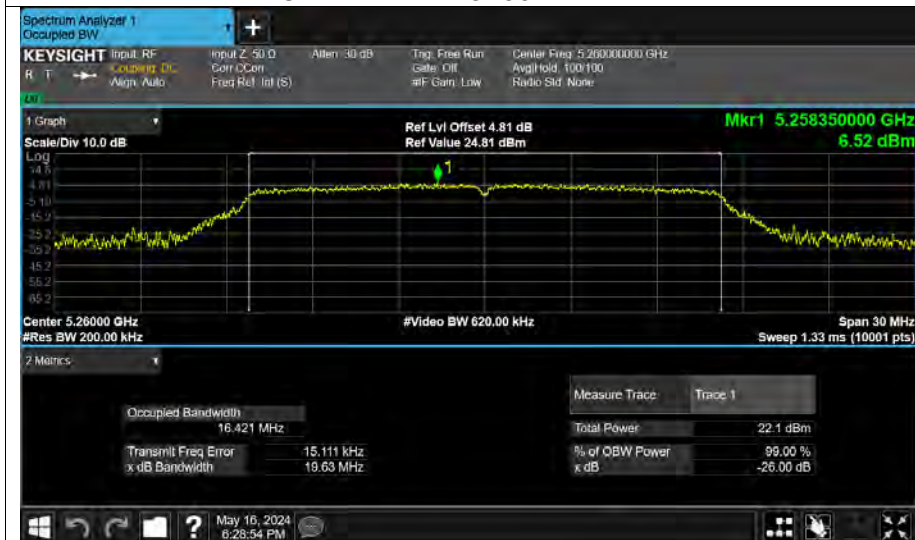 Spectrum Analyzer 1
Occupied BW
KEYSIGHT Input: RF Input Z: 50 Ω Atten: 30 dB Trig: Free Run Center Freq: 5.260000000 GHz
R T Coupling: DC Corr CCorr Gate: Off Avg|Hold: 100/100
Align: Auto Freq Ref: Int (S) #IF Gain: Low Radio Std: None
1 Graph
Ref Lvl Offset 4.81 dB Mkr1 5.258350000 GHz
Scale/Div 10.0 dB Ref Value 24.81 dBm 6.52 dBm
Log
1
4.81
-5.19
-15.2
-25.2
-35.2
-45.2
-55.2
-65.2
Center 5.26000 GHz #Video BW 620.00 kHz Span 30 MHz
#Res BW 200.00 kHz Sweep 1.33 ms (10001 pts)
2 Metrics
Measure Trace Trace 1
Occupied Bandwidth
16.421 MHz Total Power 22.1 dBm
Transmit Freq Error 15.111 kHz % of OBW Power 99.00 %
x dB Bandwidth 19.63 MHz x dB -26.00 dB
? May 16, 2024
6:28:54 PM